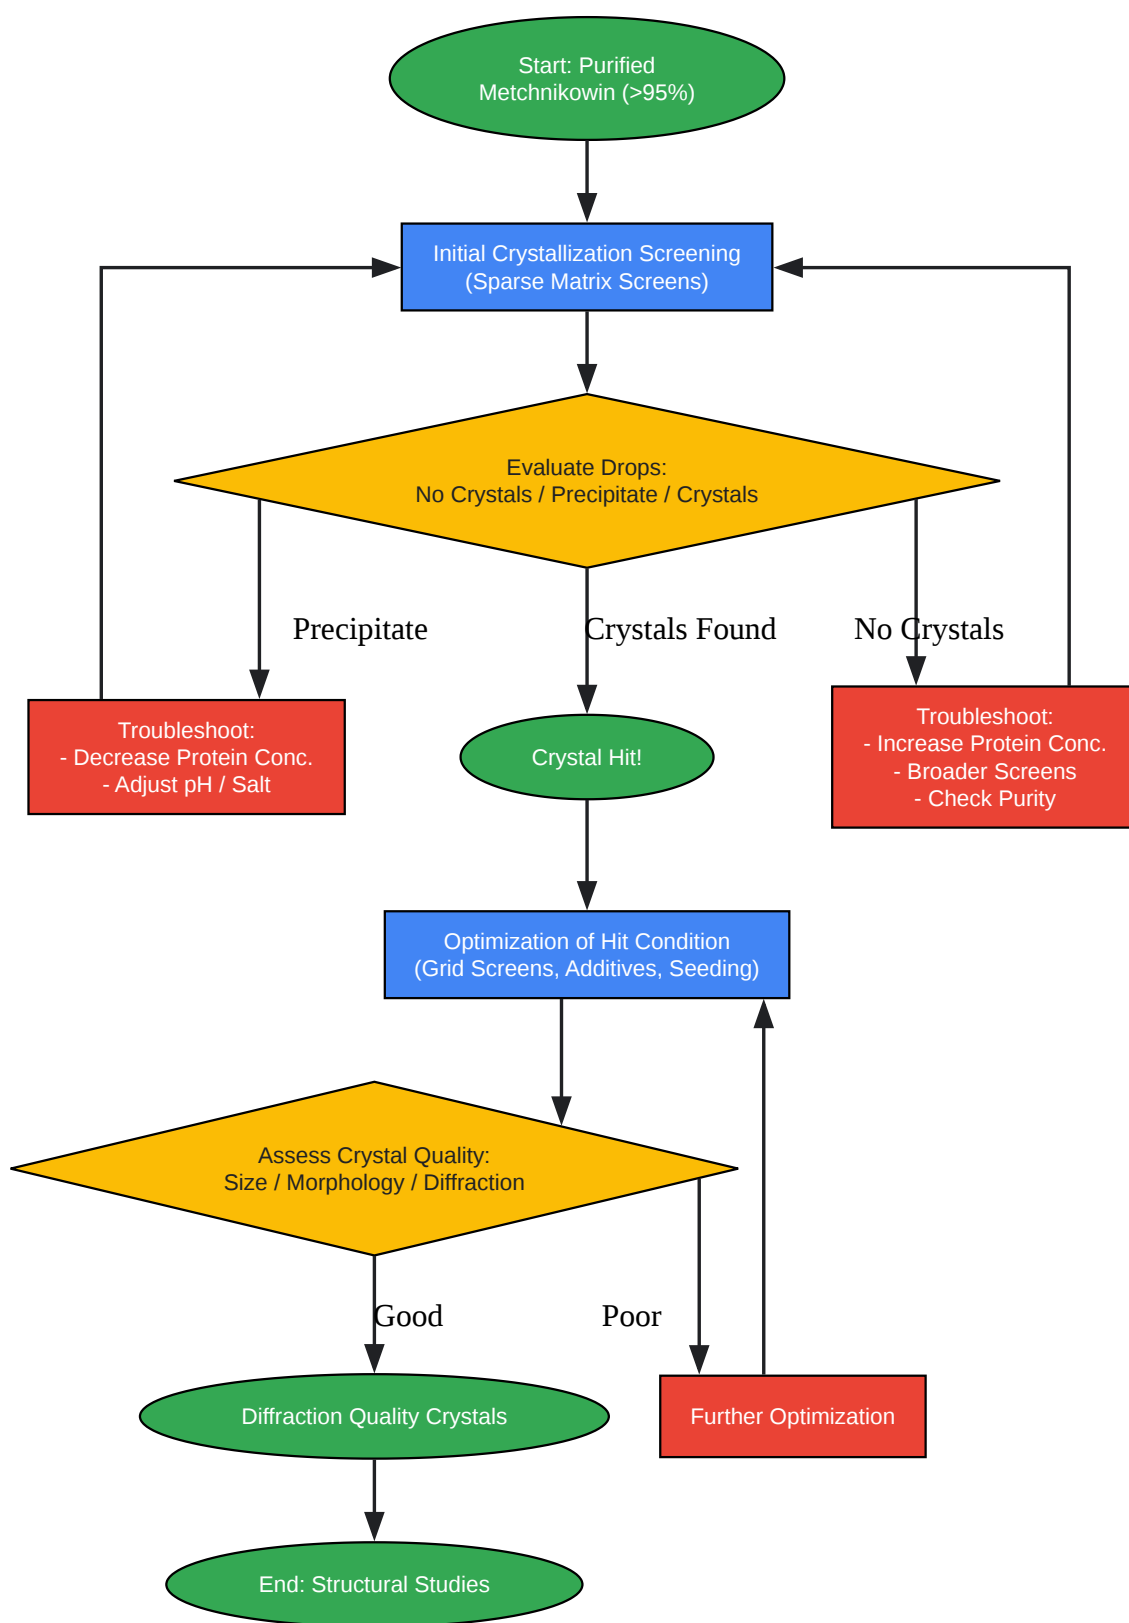 Start: Purified
Metchnikowin (>95%)
Initial Crystallization Screening
(Sparse Matrix Screens)
Evaluate Drops:
No Crystals / Precipitate / Crystals
Precipitate
Crystals Found
No Crystals
Troubleshoot:
- Decrease Protein Conc.
- Adjust pH / Salt
Crystal Hit!
Troubleshoot:
- Increase Protein Conc.
- Broader Screens
- Check Purity
Optimization of Hit Condition
(Grid Screens, Additives, Seeding)
Assess Crystal Quality:
Size / Morphology / Diffraction
Good
Poor
Diffraction Quality Crystals
Further Optimization
End: Structural Studies